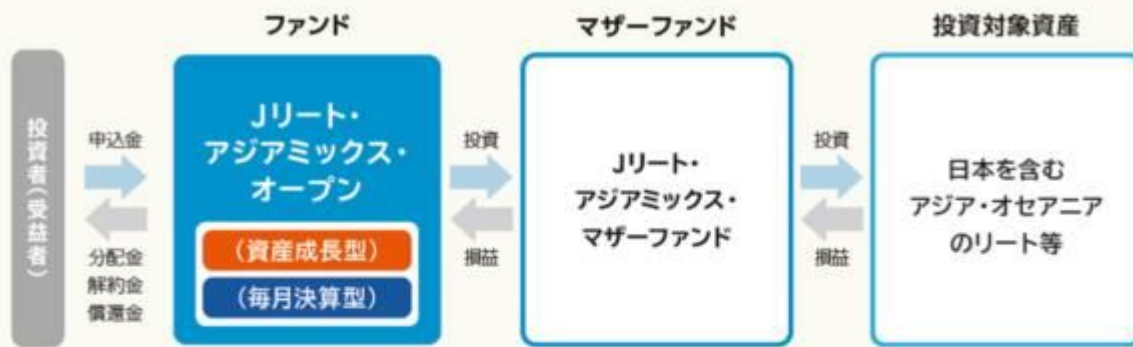 ファンド
マザーファンド
投資対象資産
投資者(受益者)
申込金
分配金
解約金
償還金
Jリート・
アジアミックス・
オープン
(資産成長型)
(毎月決算型)
投資
損益
Jリート・
アジアミックス・
マザーファンド
投資
損益
日本を含む
アジア・オセアニア
のリート等